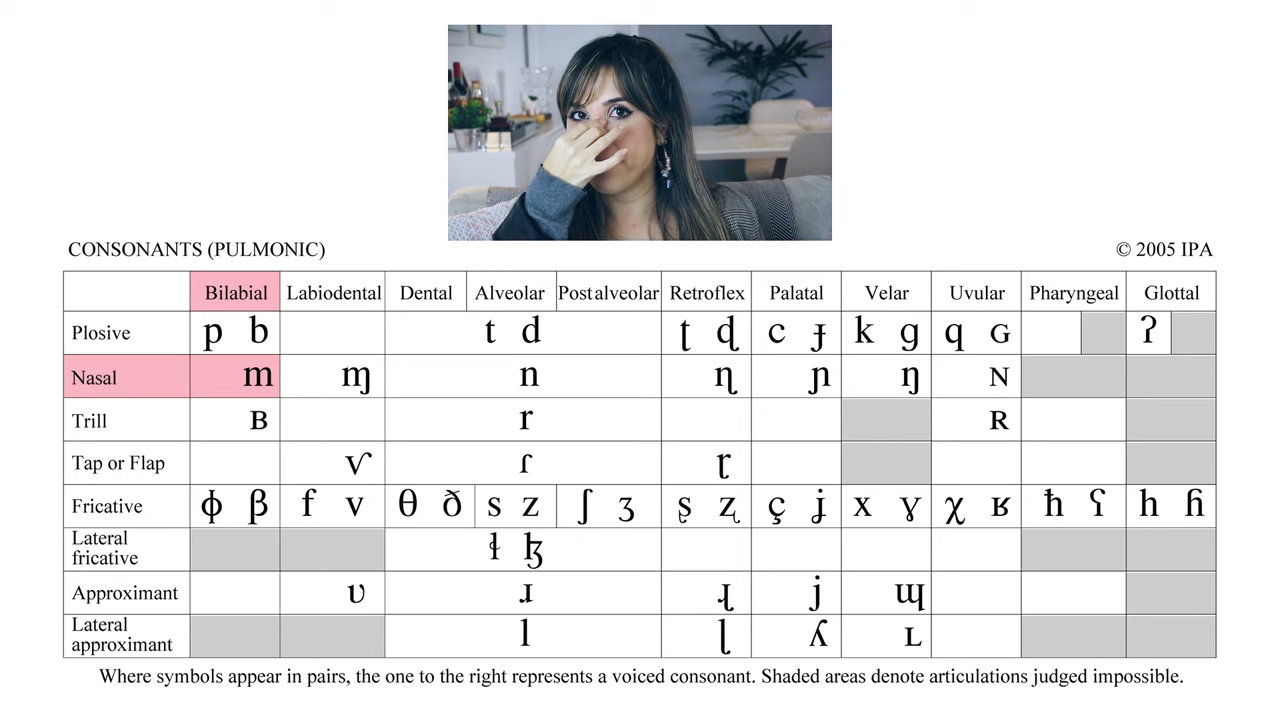 CONSONANTS (PULMONIC) © 2005 IPA
Bilabial Labiodental Dental Alveolar Postalveolar Retroflex Palatal Velar Uvular Pharyngeal Glottal
Plosive p b t d ʈ ɖ c ɟ k ɡ q ɢ ʔ
Nasal m ɱ n ɳ ɲ ŋ ɴ
Trill ʙ r ʀ
Tap or Flap ⱱ ɾ ɽ
Fricative ɸ β f v θ ð s z ʃ ʒ ʂ ʐ ç ʝ x ɣ χ ʁ ħ ʕ h ɦ
Lateral
fricative ɬ ɮ
Approximant ʋ ɹ ɻ j ɰ
Lateral
approximant l ɭ ʎ ʟ
Where symbols appear in pairs, the one to the right represents a voiced consonant. Shaded areas denote articulations judged impossible.